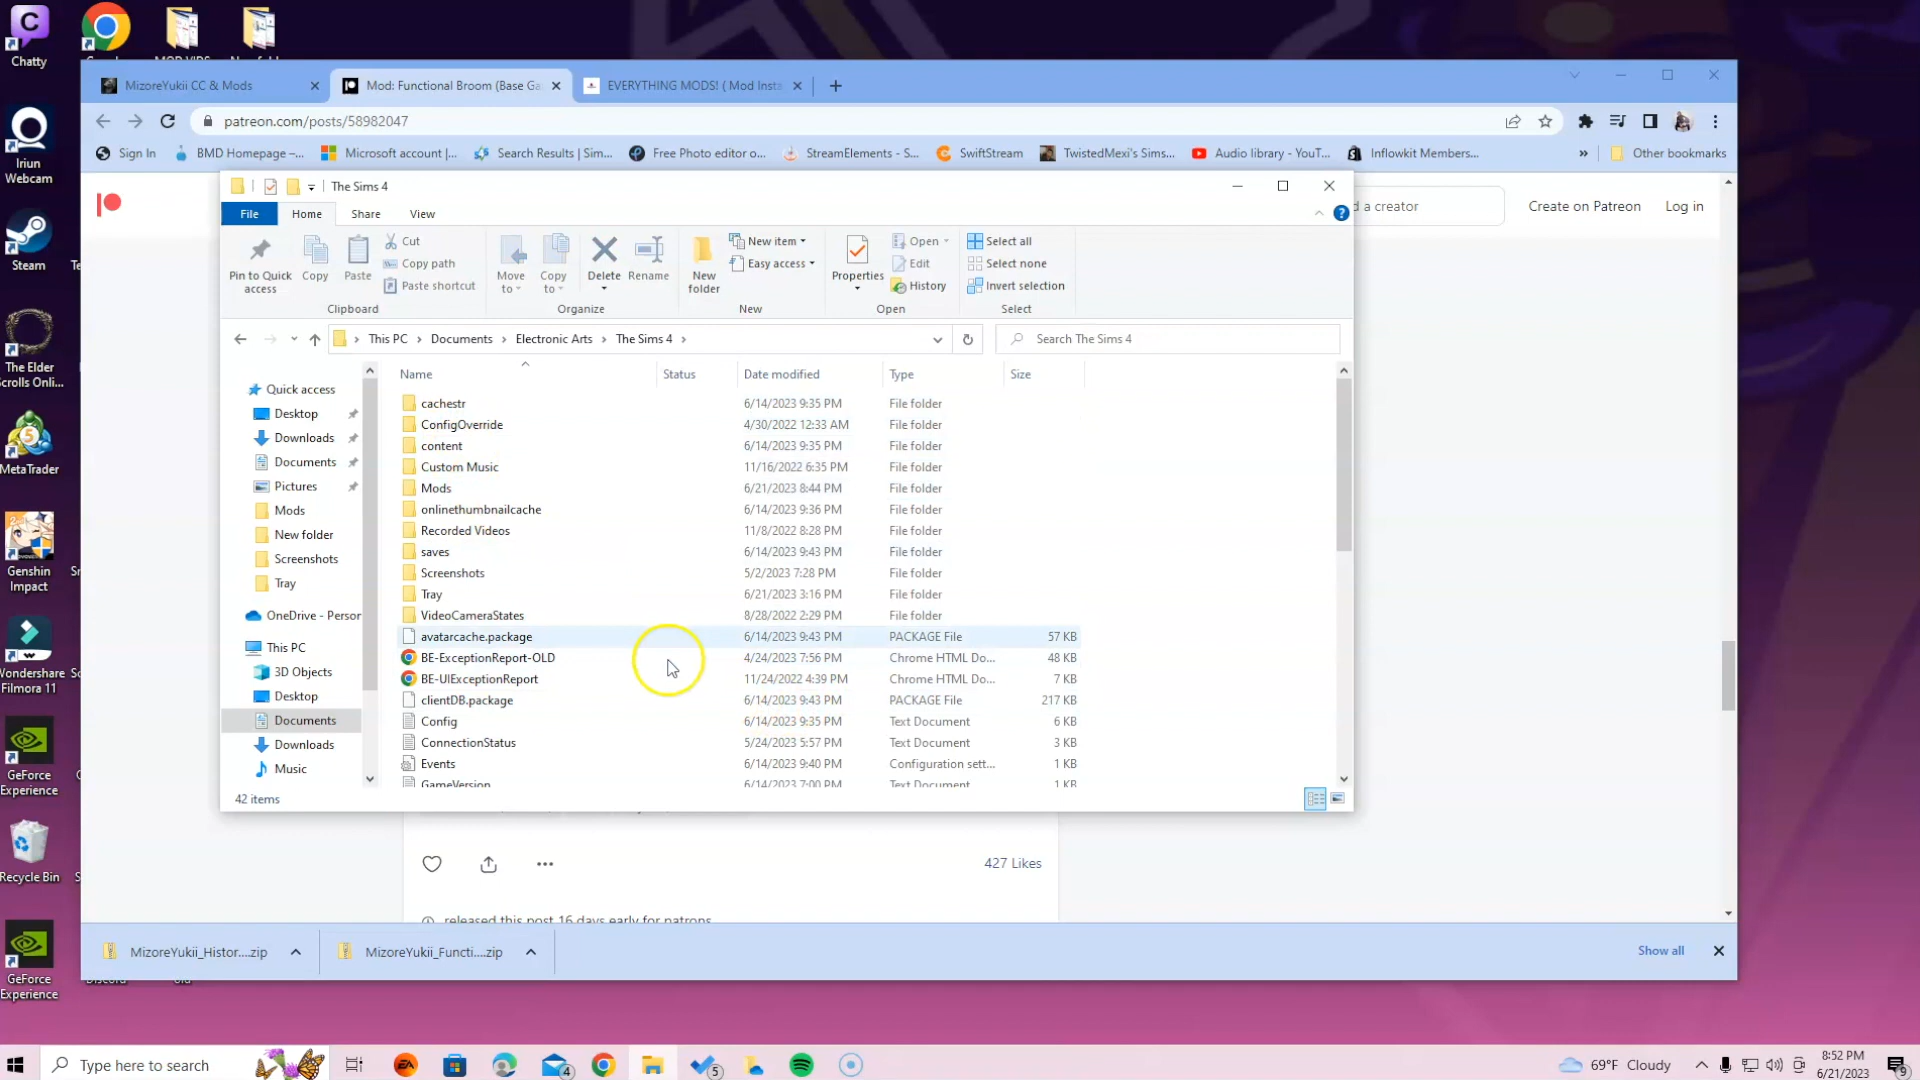 Chatty
MizoreYukii CC & Mods
Mod: Functional Broom (Base Ga
EVERYTHING MODS! ( Mod Insta
patreon.com/posts/58982047
Sign In
BMD Homepage –...
Microsoft account |...
Search Results | Sim...
Free Photo editor o...
StreamElements - S...
SwiftStream
TwistedMexi's Sims...
Audio library - YouT...
Inflowkit Members...
»
Other bookmarks
The Sims 4
File
Home
Share
View
d a creator
Create on Patreon
Log in
Pin to Quick access
Copy
Paste
Cut
Copy path
Paste shortcut
Clipboard
Move to
Copy to
Delete
Rename
Organize
New folder
New item
Easy access
New
Properties
Open
Edit
History
Open
Select all
Select none
Invert selection
Select
This PC > Documents > Electronic Arts > The Sims 4 >
Search The Sims 4
Name Status Date modified Type Size
cachestr 6/14/2023 9:35 PM File folder
ConfigOverride 4/30/2022 12:33 AM File folder
content 6/14/2023 9:35 PM File folder
Custom Music 11/16/2022 6:35 PM File folder
Mods 6/21/2023 8:44 PM File folder
onlinethumbnailcache 6/14/2023 9:36 PM File folder
Recorded Videos 11/8/2022 8:28 PM File folder
saves 6/14/2023 9:43 PM File folder
Screenshots 5/2/2023 7:28 PM File folder
Tray 6/21/2023 3:16 PM File folder
VideoCameraStates 8/28/2022 2:29 PM File folder
avatarcache.package 6/14/2023 9:43 PM PACKAGE File 57 KB
BE-ExceptionReport-OLD 4/24/2023 7:56 PM Chrome HTML Do... 48 KB
BE-UIExceptionReport 11/24/2022 4:39 PM Chrome HTML Do... 7 KB
clientDB.package 6/14/2023 9:43 PM PACKAGE File 217 KB
Config 6/14/2023 9:35 PM Text Document 6 KB
ConnectionStatus 5/24/2023 5:57 PM Text Document 3 KB
Events 6/14/2023 9:40 PM Configuration sett... 1 KB
GameVersion 6/14/2023 7:00 PM Text Document 1 KB
Quick access
Desktop
Downloads
Documents
Pictures
Mods
New folder
Screenshots
Tray
OneDrive - Person
This PC
3D Objects
Desktop
Documents
Downloads
Music
42 items
427 Likes
released this post 16 days early for patrons.
MizoreYukii_Histor....zip
MizoreYukii_Functi....zip
Show all
Iriun
Webcam
Steam
The Elder
Scrolls Onli...
MetaTrader
Genshin
Impact
Wondershare
Filmora 11
GeForce
Experience
Recycle Bin
GeForce
Experience
Type here to search
4
5
69°F Cloudy
8:52 PM
6/21/2023
9